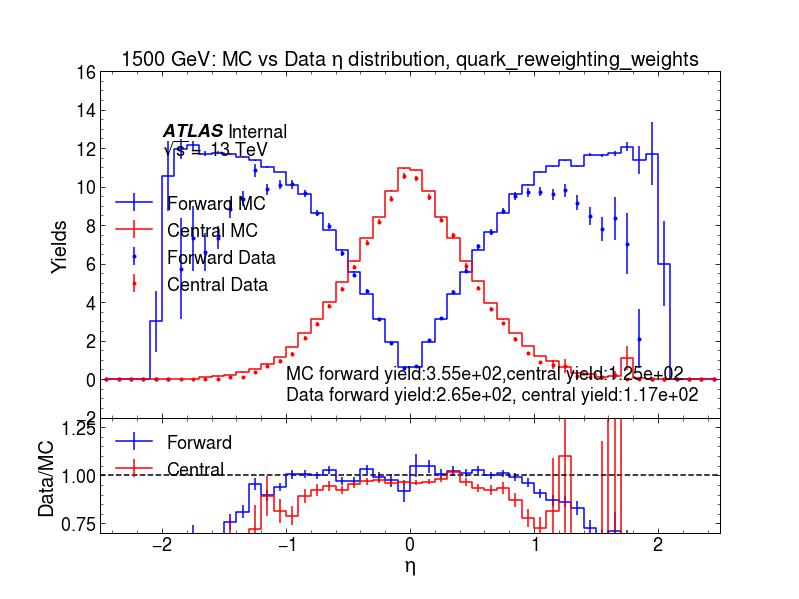 1500 GeV: MC vs Data η distribution, quark_reweighting_weights
16
14
12
10
8
6
4
2
0
−2
Yields
ATLAS Internal
√s = 13 TeV
Forward MC
Central MC
Forward Data
Central Data
MC forward yield:3.55e+02,central yield:1.25e+02
Data forward yield:2.65e+02, central yield:1.17e+02
1.25
1.00
0.75
Data/MC
Forward
Central
−2
−1
0
1
2
η